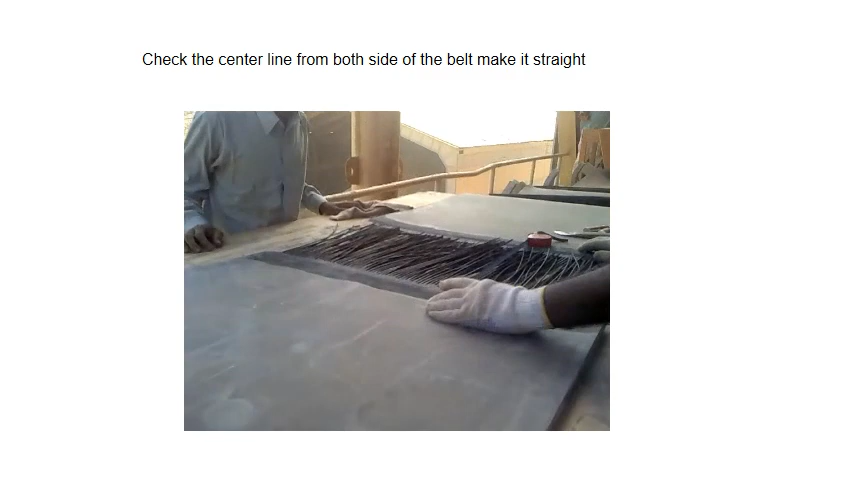 Check the center line from both side of the belt make it straight